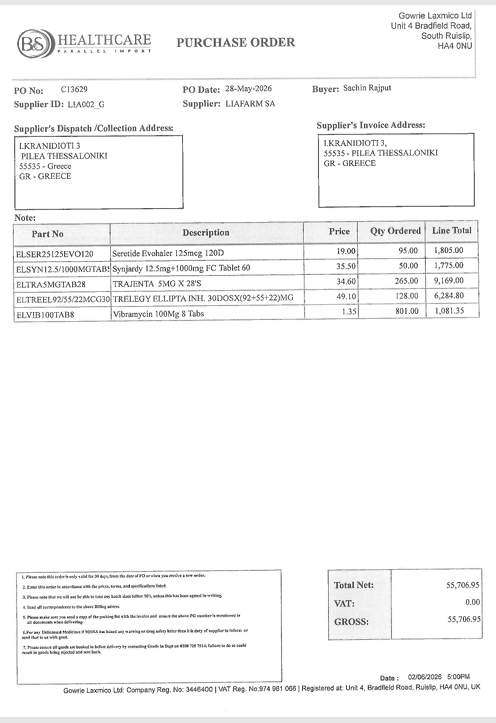 Gowrie Laxmico Ltd
Unit 4 Bradfield Road,
South Ruislip,
HA4 0NU
B&S HEALTHCARE
PARALLEL IMPORT
PURCHASE ORDER
PO No: C13629
PO Date: 28-May-2026
Buyer: Sachin Rajput
Supplier ID: LIA002_G
Supplier: LIAFARM SA
Supplier's Dispatch /Collection Address:
I.KRANIDIOTI 3
PILEA THESSALONIKI
55535 - Greece
GR - GREECE
Supplier's Invoice Address:
I.KRANIDIOTI 3,
55535 - PILEA THESSALONIKI
GR - GREECE
Note:
Part No Description Price Qty Ordered Line Total
ELSER25125EVO120 Seretide Evohaler 125mcg 120D 19.00 95.00 1,805.00
ELSYN12.5/1000MGTAB Synjardy 12.5mg+1000mg FC Tablet 60 35.50 50.00 1,775.00
ELTRA5MGTAB28 TRAJENTA 5MG X 28'S 34.60 265.00 9,169.00
ELTREEL92/55/22MCG30 TRELEGY ELLIPTA INH. 30DOSX(92+55+22)MG 49.10 128.00 6,284.80
ELVIB100TAB8 Vibramycin 100Mg 8 Tabs 1.35 801.00 1,081.35
1. Please note this order is only valid for 30 days, from the date of PO or when you receive a new order.
2. Enter this order in accordance with the prices, terms, and specifications listed.
3. Please note that we will not be able to take any batch sizes unless this has been agreed in writing.
4. Send all correspondence to the above Billing address.
5. Please make sure you send a copy of the packing list with the invoice and ensure the above PO number is mentioned in
all documents when delivering.
6.For any Delicensed Medicines if MHRA has issued any warning or drug safety letter then it is duty of supplier to inform or
send that to us with goods.
7. Please ensure all goods are booked in before delivery by contacting Goods in Dept on failure to do so could
result in goods being rejected and sent back.
Total Net: 55,706.95
VAT: 0.00
GROSS: 55,706.95
Date : 02/06/2026 5:00PM
Gowrie Laxmico Ltd: Company Reg. No: 3446400 | VAT Reg. No:974 981 066 | Registered at: Unit 4, Bradfield Road, Ruislip, HA4 0NU, UK